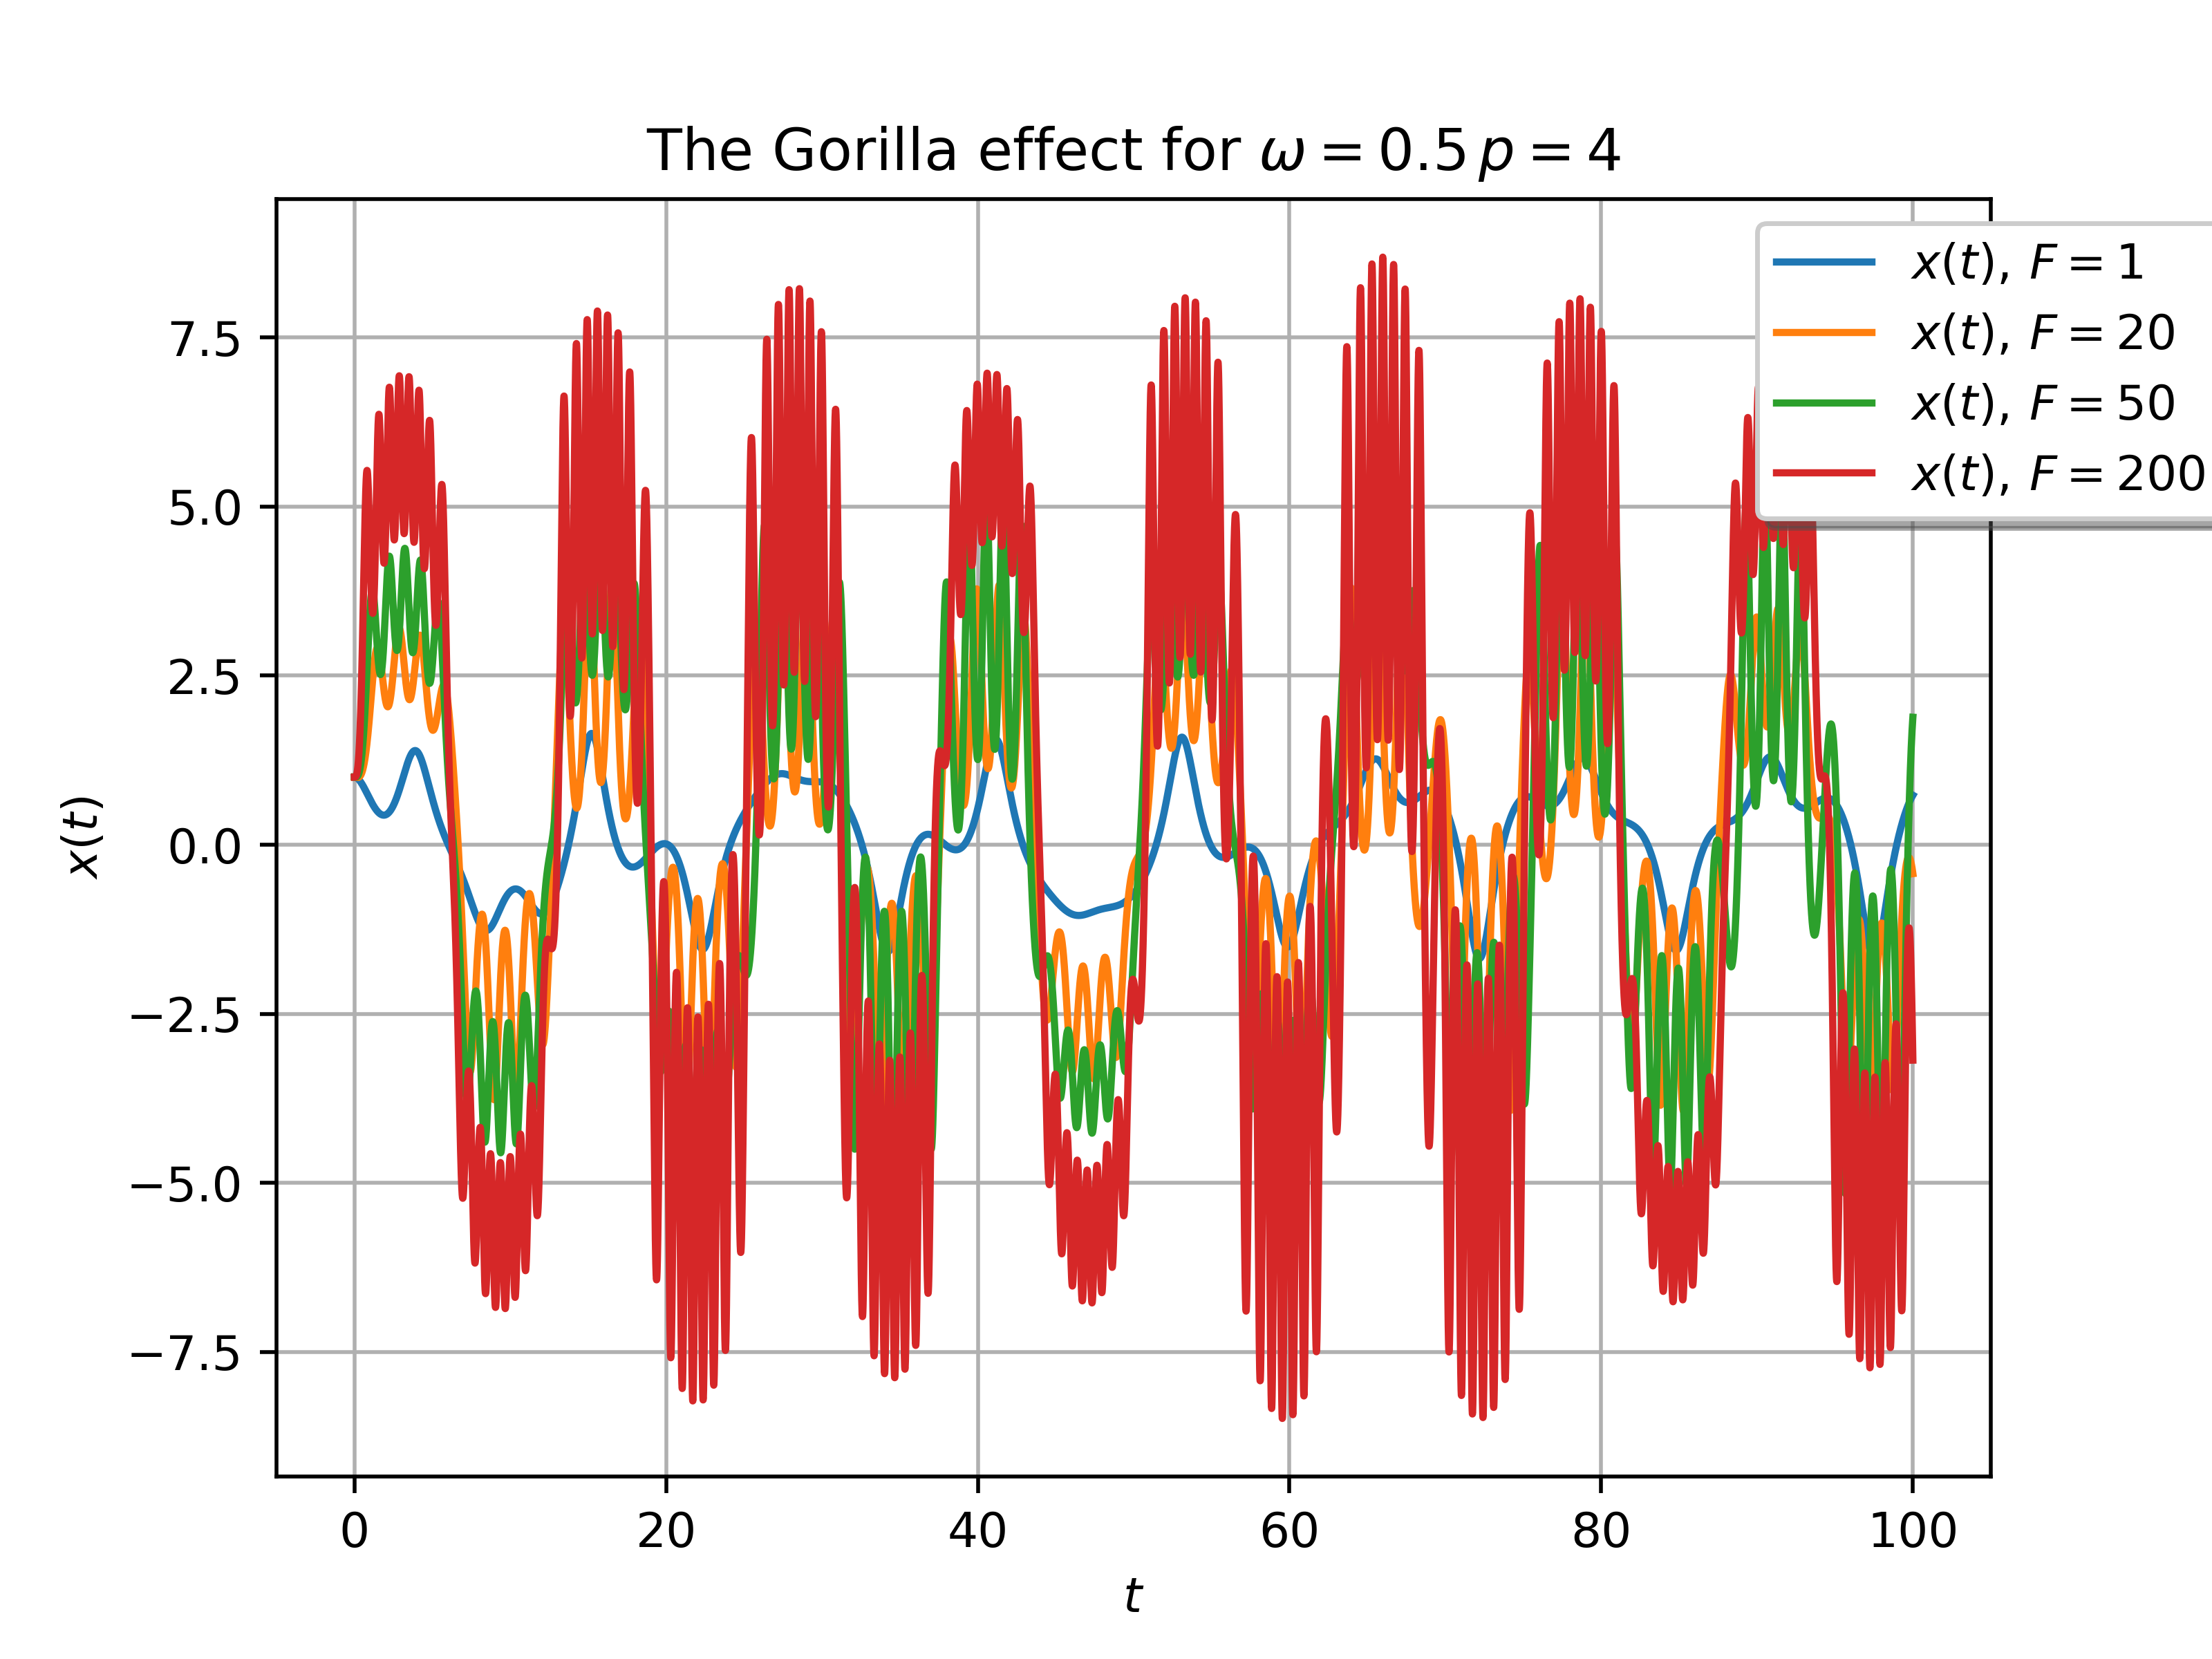 The Gorilla effect for ω = 0.5 p = 4
x(t), F = 1
x(t), F = 20
x(t), F = 50
x(t), F = 200
7.5
5.0
2.5
0.0
−2.5
−5.0
−7.5
x(t)
0 20 40 60 80 100
t